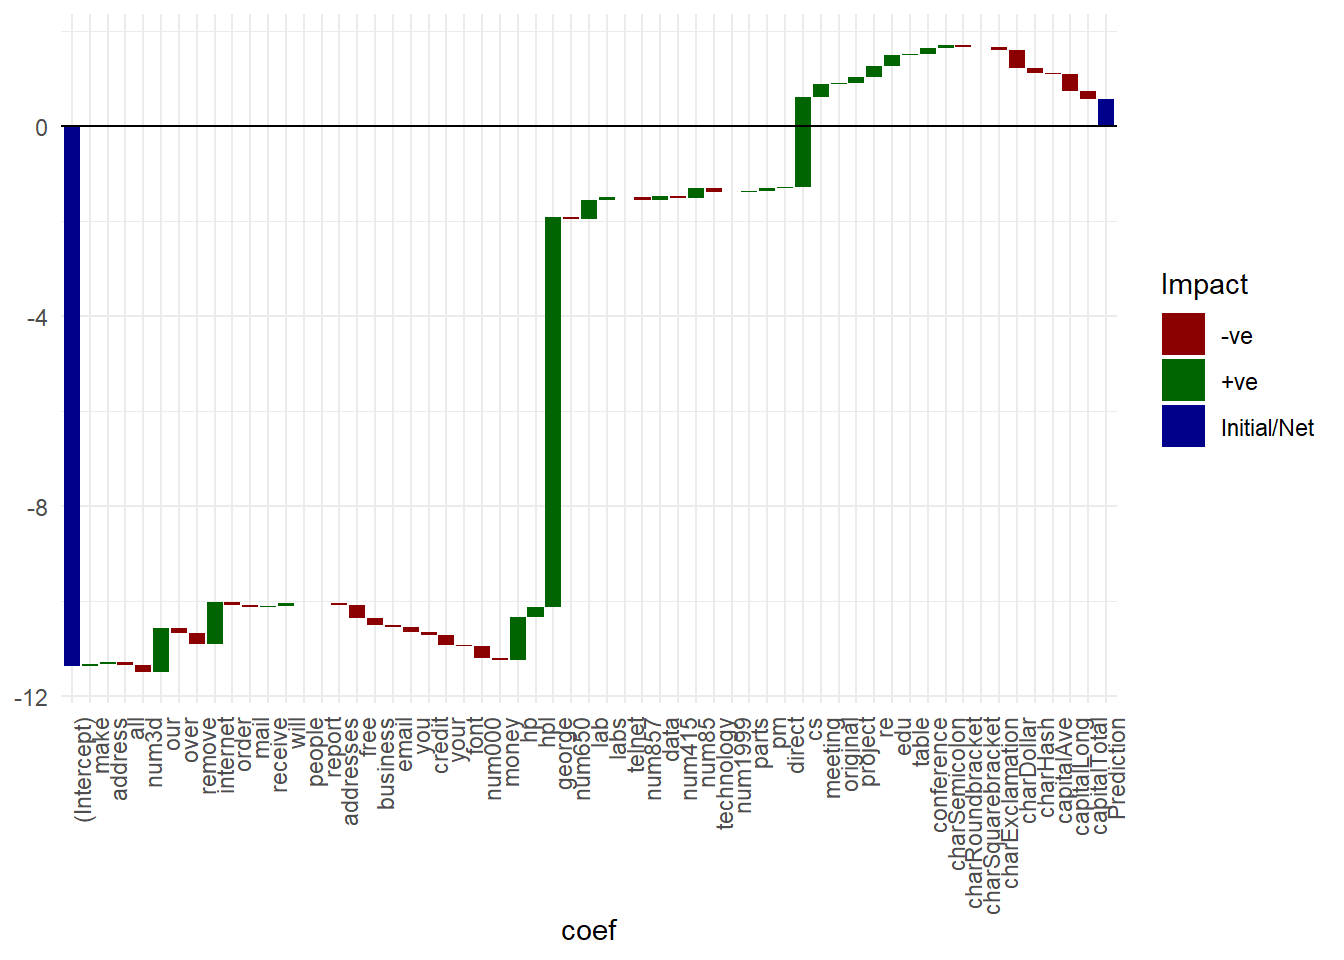 0
-4
-8
-12
(Intercept)
make
address
all
num3d
our
over
remove
internet
order
mail
receive
will
people
report
addresses
free
business
email
you
credit
your
font
num000
money
hp
hpl
george
num650
lab
labs
telnet
num857
data
num415
num85
technology
num1999
parts
pm
direct
cs
meeting
original
project
re
edu
table
conference
charSemicolon
charRoundbracket
charSquarebracket
charExclamation
charDollar
charHash
capitalAve
capitalLong
capitalTotal
Prediction
coef
Impact
-ve
+ve
Initial/Net